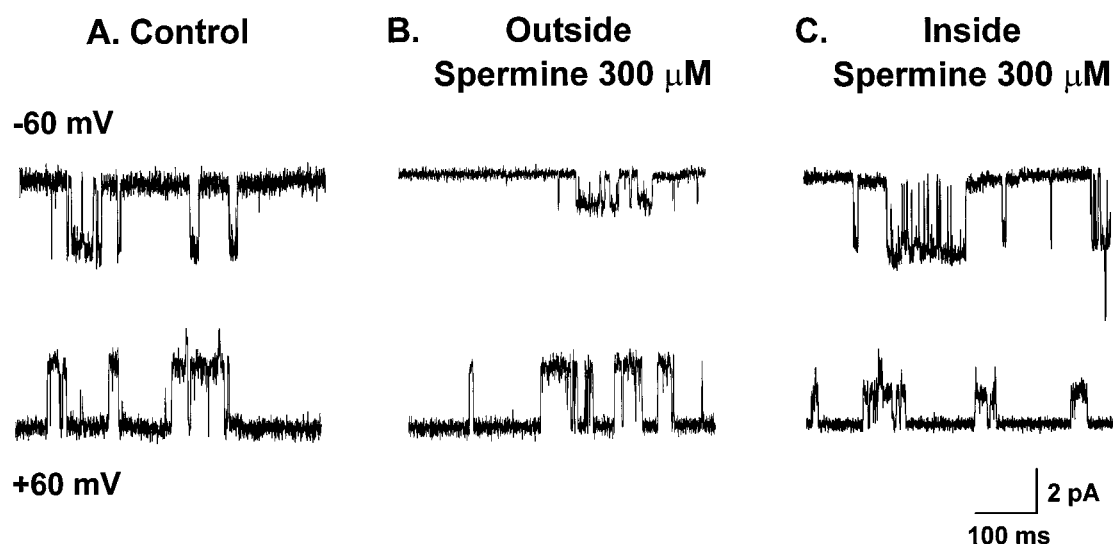 A. Control
B. Outside
Spermine 300 μM
C. Inside
Spermine 300 μM
-60 mV
+60 mV
2 pA
100 ms